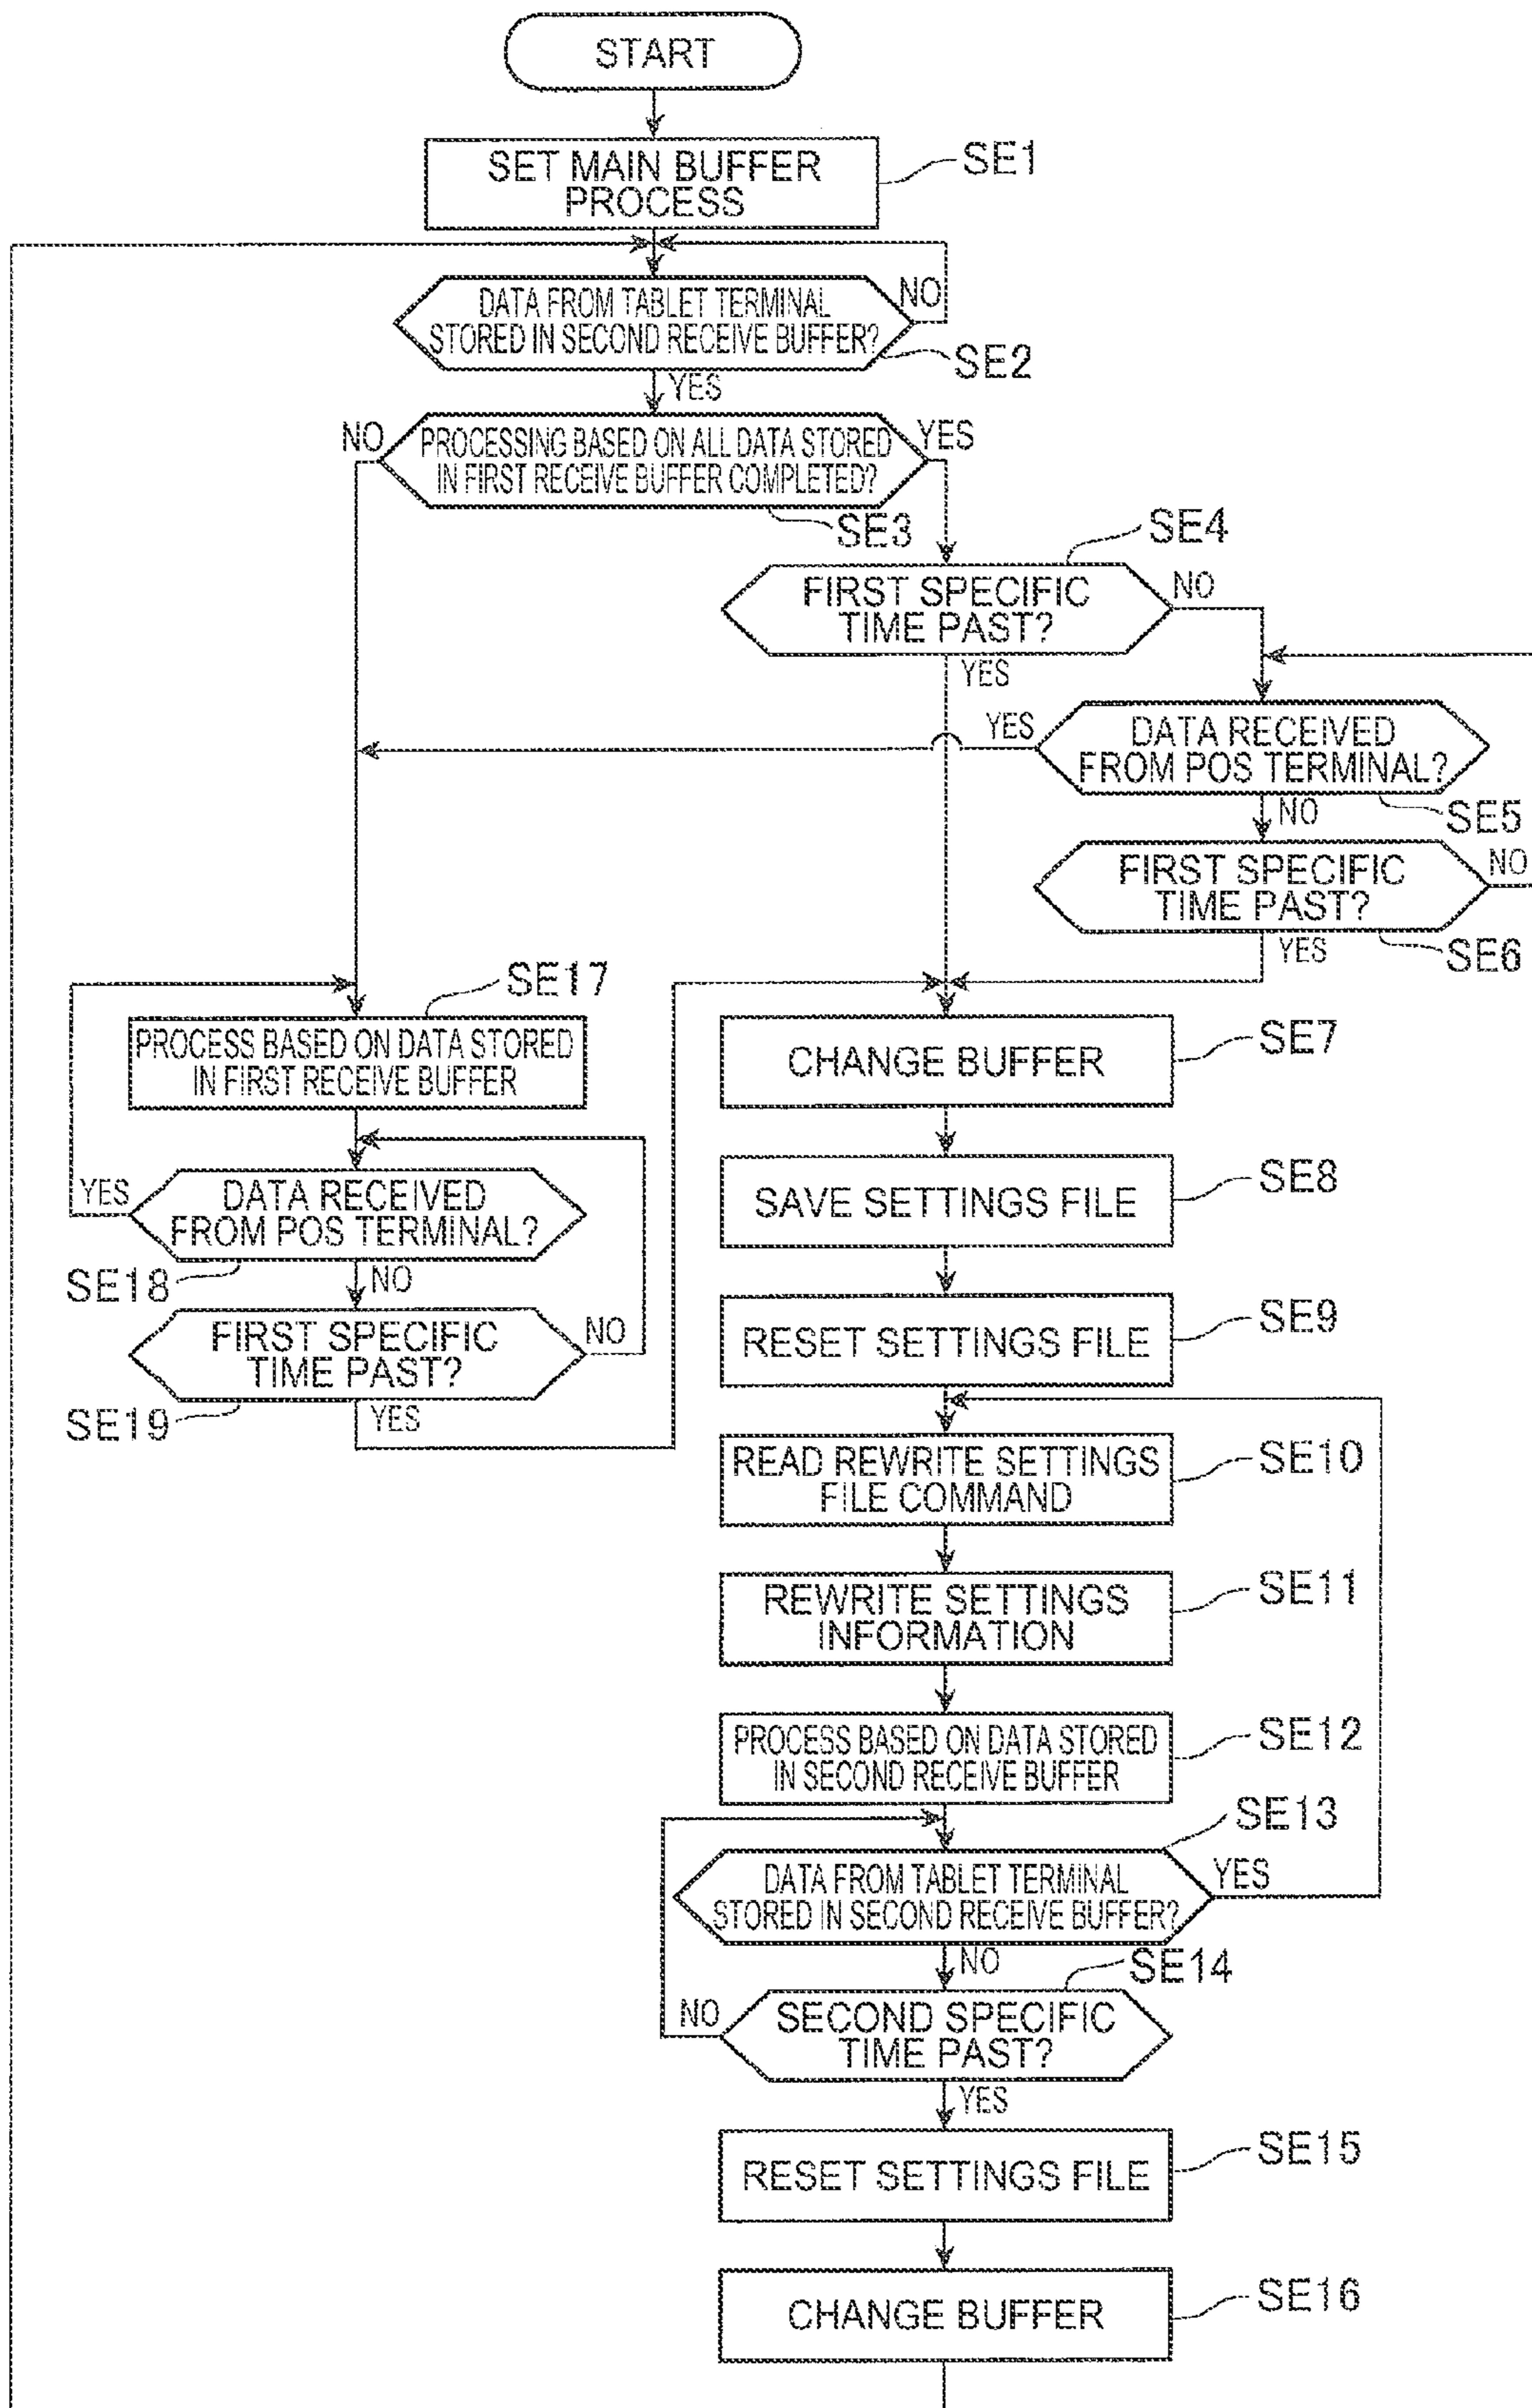 START
SET MAIN BUFFER
PROCESS
SE1
DATA FROM TABLET TERMINAL
STORED IN SECOND RECEIVE BUFFER?
NO
SE2
YES
NO
PROCESSING BASED ON ALL DATA STORED
IN FIRST RECEIVE BUFFER COMPLETED?
YES
SE3
SE4
FIRST SPECIFIC
TIME PAST?
NO
YES
YES
DATA RECEIVED
FROM POS TERMINAL?
SE5
NO
FIRST SPECIFIC
TIME PAST?
NO
YES
SE6
SE17
PROCESS BASED ON DATA STORED
IN FIRST RECEIVE BUFFER
CHANGE BUFFER
SE7
YES
DATA RECEIVED
FROM POS TERMINAL?
SE18
NO
SAVE SETTINGS FILE
SE8
FIRST SPECIFIC
TIME PAST?
NO
SE19
YES
RESET SETTINGS FILE
SE9
READ REWRITE SETTINGS
FILE COMMAND
SE10
REWRITE SETTINGS
INFORMATION
SE11
PROCESS BASED ON DATA STORED
IN SECOND RECEIVE BUFFER
SE12
SE13
DATA FROM TABLET TERMINAL
STORED IN SECOND RECEIVE BUFFER?
YES
NO
SE14
NO
SECOND SPECIFIC
TIME PAST?
YES
RESET SETTINGS FILE
SE15
CHANGE BUFFER
SE16